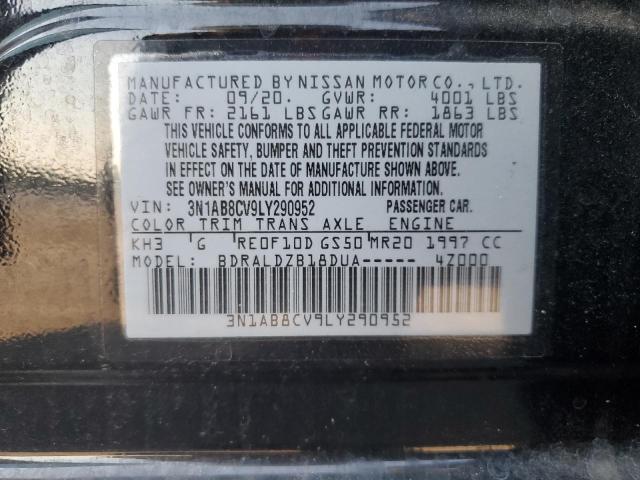 MANUFACTURED BY NISSAN MOTOR CO., LTD.
DATE: 09/20. GVWR: 4001 LBS
GAWR FR: 2161 LBS GAWR RR: 1863 LBS
THIS VEHICLE CONFORMS TO ALL APPLICABLE FEDERAL MOTOR
VEHICLE SAFETY, BUMPER AND THEFT PREVENTION STANDARDS
IN EFFECT ON THE DATE OF MANUFACTURE SHOWN ABOVE.
SEE OWNER'S MANUAL FOR ADDITIONAL INFORMATION.
VIN: 3N1AB8CV9LY290952 PASSENGER CAR.
COLOR TRIM TRANS AXLE ENGINE
KH3 G RE0F10D GS50 MR20 1997 CC
MODEL: BDRALDZB18DUA----- 4Z000
3N1AB8CV9LY290952